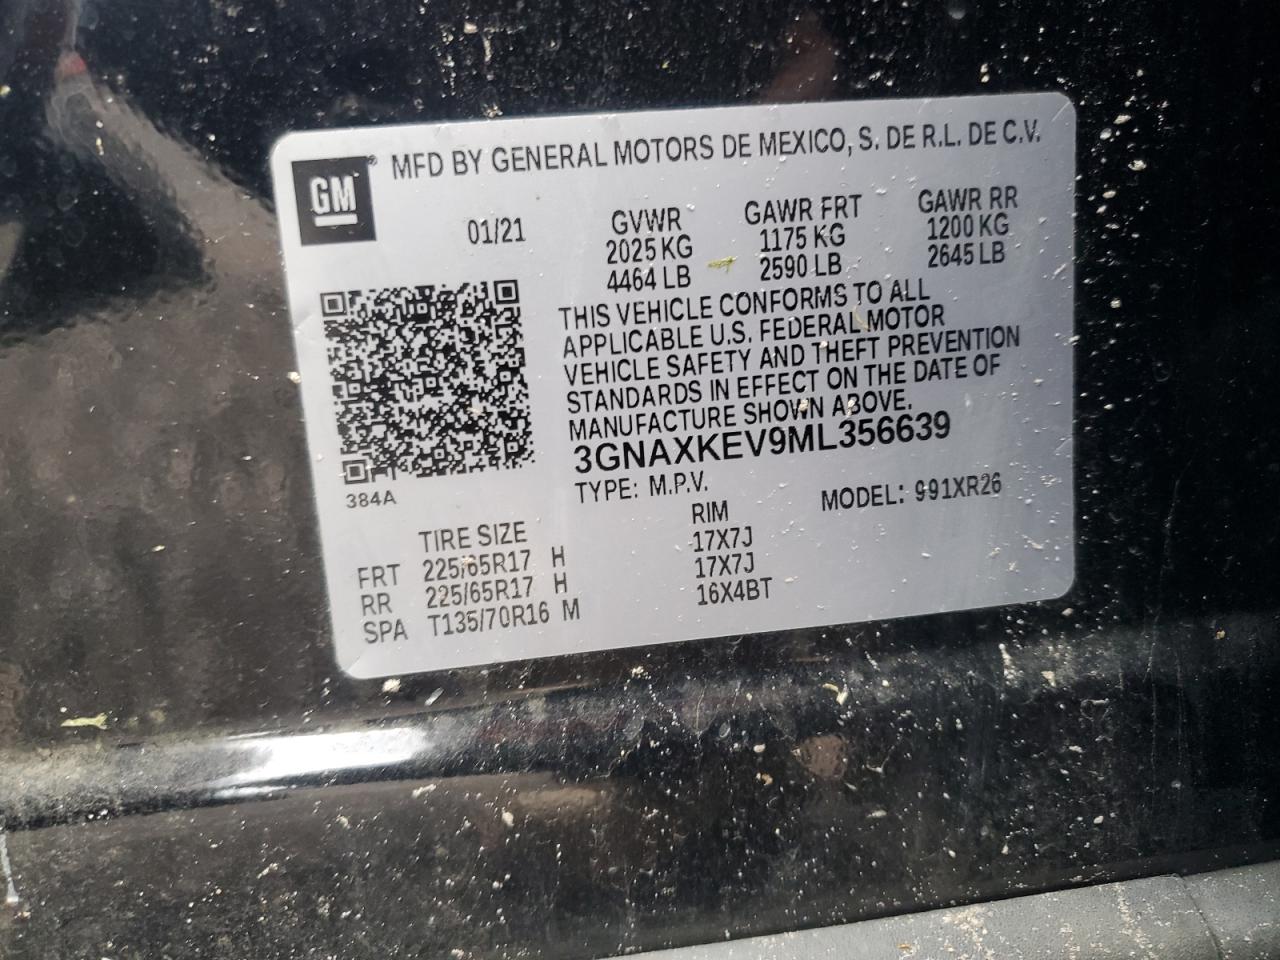 GM® MFD BY GENERAL MOTORS DE MEXICO, S. DE R.L. DE C.V.
01/21 GVWR GAWR FRT GAWR RR
2025 KG 1175 KG 1200 KG
4464 LB 2590 LB 2645 LB
THIS VEHICLE CONFORMS TO ALL
APPLICABLE U.S. FEDERAL MOTOR
VEHICLE SAFETY AND THEFT PREVENTION
STANDARDS IN EFFECT ON THE DATE OF
MANUFACTURE SHOWN ABOVE.
3GNAXKEV9ML356639
384A TYPE: M.P.V. MODEL: 991XR26
TIRE SIZE RIM
FRT 225/65R17 H 17X7J
RR 225/65R17 H 17X7J
SPA T135/70R16 M 16X4BT